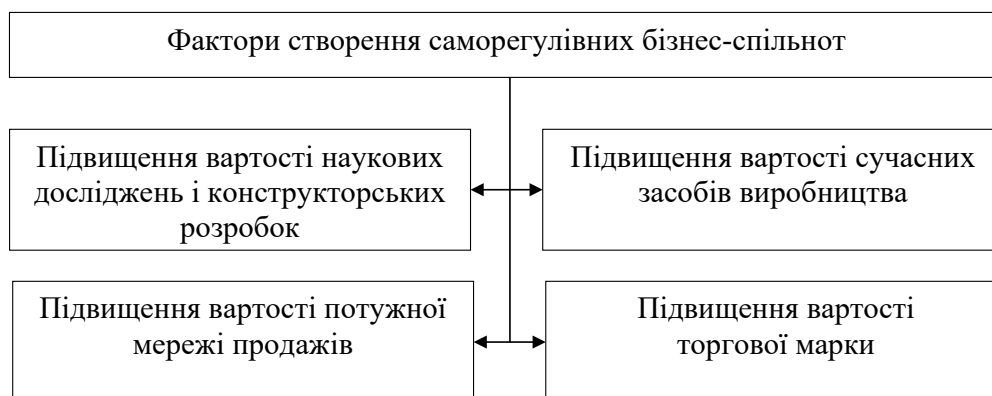 Фактори створення саморегулівних бізнес-спільнот
Підвищення вартості наукових
досліджень і конструкторських
розробок
Підвищення вартості сучасних
засобів виробництва
Підвищення вартості потужної
мережі продажів
Підвищення вартості
торгової марки